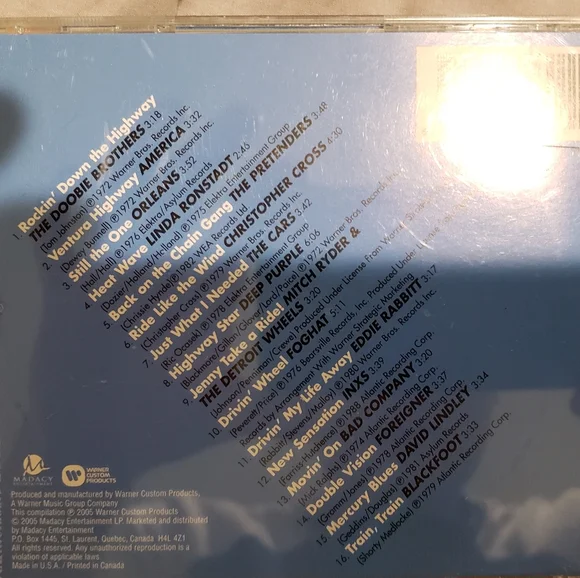 1. Rockin' Down the Highway
THE DOOBIE BROTHERS 3:18
(Tom Johnston) ℗1972 Warner Bros. Records Inc.
2. Ventura Highway AMERICA 3:32
(Dewey Bunnell) ℗1972 Warner Bros. Records Inc.
3. Still the One ORLEANS 3:52
(Hall/Hall) ℗ 1976 Elektra/Asylum Records
4. Heat Wave LINDA RONSTADT 2:46
(Dozier/Holland/Holland) ℗1975 Elektra Entertainment Group
5. Back on the Chain Gang THE PRETENDERS 3:48
(Chrissie Hynde) ℗1982 WEA Records Ltd.
6. Ride Like the Wind CHRISTOPHER CROSS 4:30
(Christopher Cross) ℗1979 Warner Bros. Records Inc.
7. Just What I Needed THE CARS 3:42
(Ric Ocasek) ℗1978 Elektra Entertainment Group
8. Highway Star DEEP PURPLE 6:06
(Blackmore/Gillan/Glover/Lord/Paice) ℗1972 Warner Bros. Records Inc.
9. Jenny Take a Ride! MITCH RYDER &
THE DETROIT WHEELS 3:20
(Johnson/Penniman/Crewe) Produced Under License From Warner
10. Drivin' Wheel FOGHAT 5:11
(Peverett/Price) ℗1976 Bearsville Records, Inc. Produced Under
Records by Arrangement With Warner Strategic Marketing
11. Drivin' My Life Away EDDIE RABBITT 3:17
(Rabbitt/Stevens/Malloy) ℗1980 Warner Bros. Records Inc.
12. New Sensation INXS 3:39
(Farriss/Hutchence) ℗1988 Atlantic Recording Corp.
13. Movin' On BAD COMPANY 3:20
(Mick Ralphs) ℗1974 Atlantic Recording Corp.
14. Double Vision FOREIGNER 3:37
(Gramm/Jones) ℗1978 Atlantic Recording Corp.
15. Mercury Blues DAVID LINDLEY 3:34
(Geddins/Douglas) ℗1981 Asylum Records
16. Train, Train BLACKFOOT 3:33
(Shorty Medlocke) ℗1979 Atlantic Recording Corp.
MADACY
ENTERTAINMENT
WARNER
CUSTOM
PRODUCTS
Produced and manufactured by Warner Custom Products,
A Warner Music Group Company
This compilation ℗ 2005 Warner Custom Products
© 2005 Madacy Entertainment LP. Marketed and distributed
by Madacy Entertainment
P.O. Box 1445, St. Laurent, Quebec, Canada H4L 4Z1
All rights reserved. Any unauthorized reproduction is a
violation of applicable laws.
Made in U.S.A. / Printed in Canada